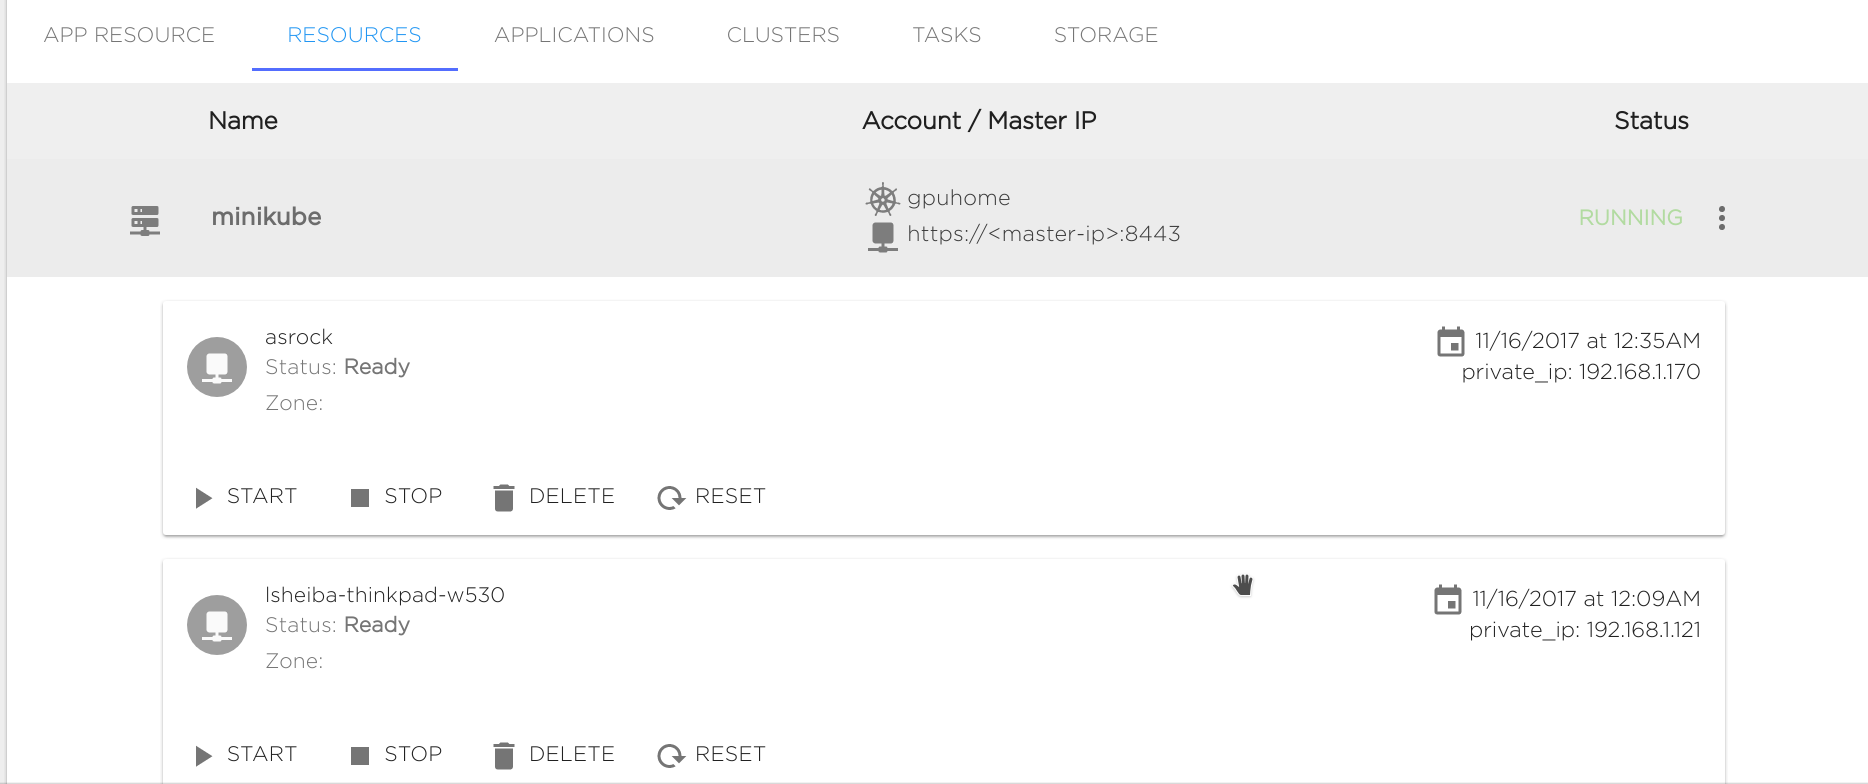 APP RESOURCE RESOURCES APPLICATIONS CLUSTERS TASKS STORAGE
Name Account / Master IP Status
minikube gpuhome RUNNING
https://<master-ip>:8443
asrock 11/16/2017 at 12:35AM
Status: Ready private_ip: 192.168.1.170
Zone:
START STOP DELETE RESET
lsheiba-thinkpad-w530 11/16/2017 at 12:09AM
Status: Ready private_ip: 192.168.1.121
Zone:
START STOP DELETE RESET